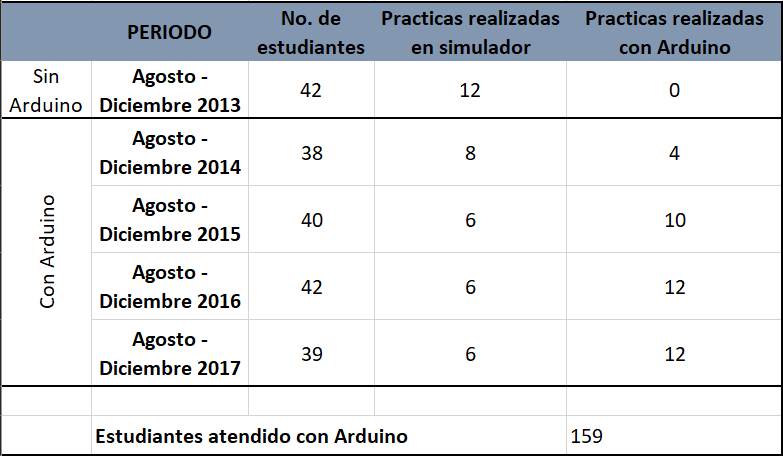 PERIODO No. de estudiantes Practicas realizadas en simulador Practicas realizadas con Arduino
Sin Arduino Agosto - Diciembre 2013 42 12 0
Con Arduino Agosto - Diciembre 2014 38 8 4
Agosto - Diciembre 2015 40 6 10
Agosto - Diciembre 2016 42 6 12
Agosto - Diciembre 2017 39 6 12
Estudiantes atendido con Arduino 159